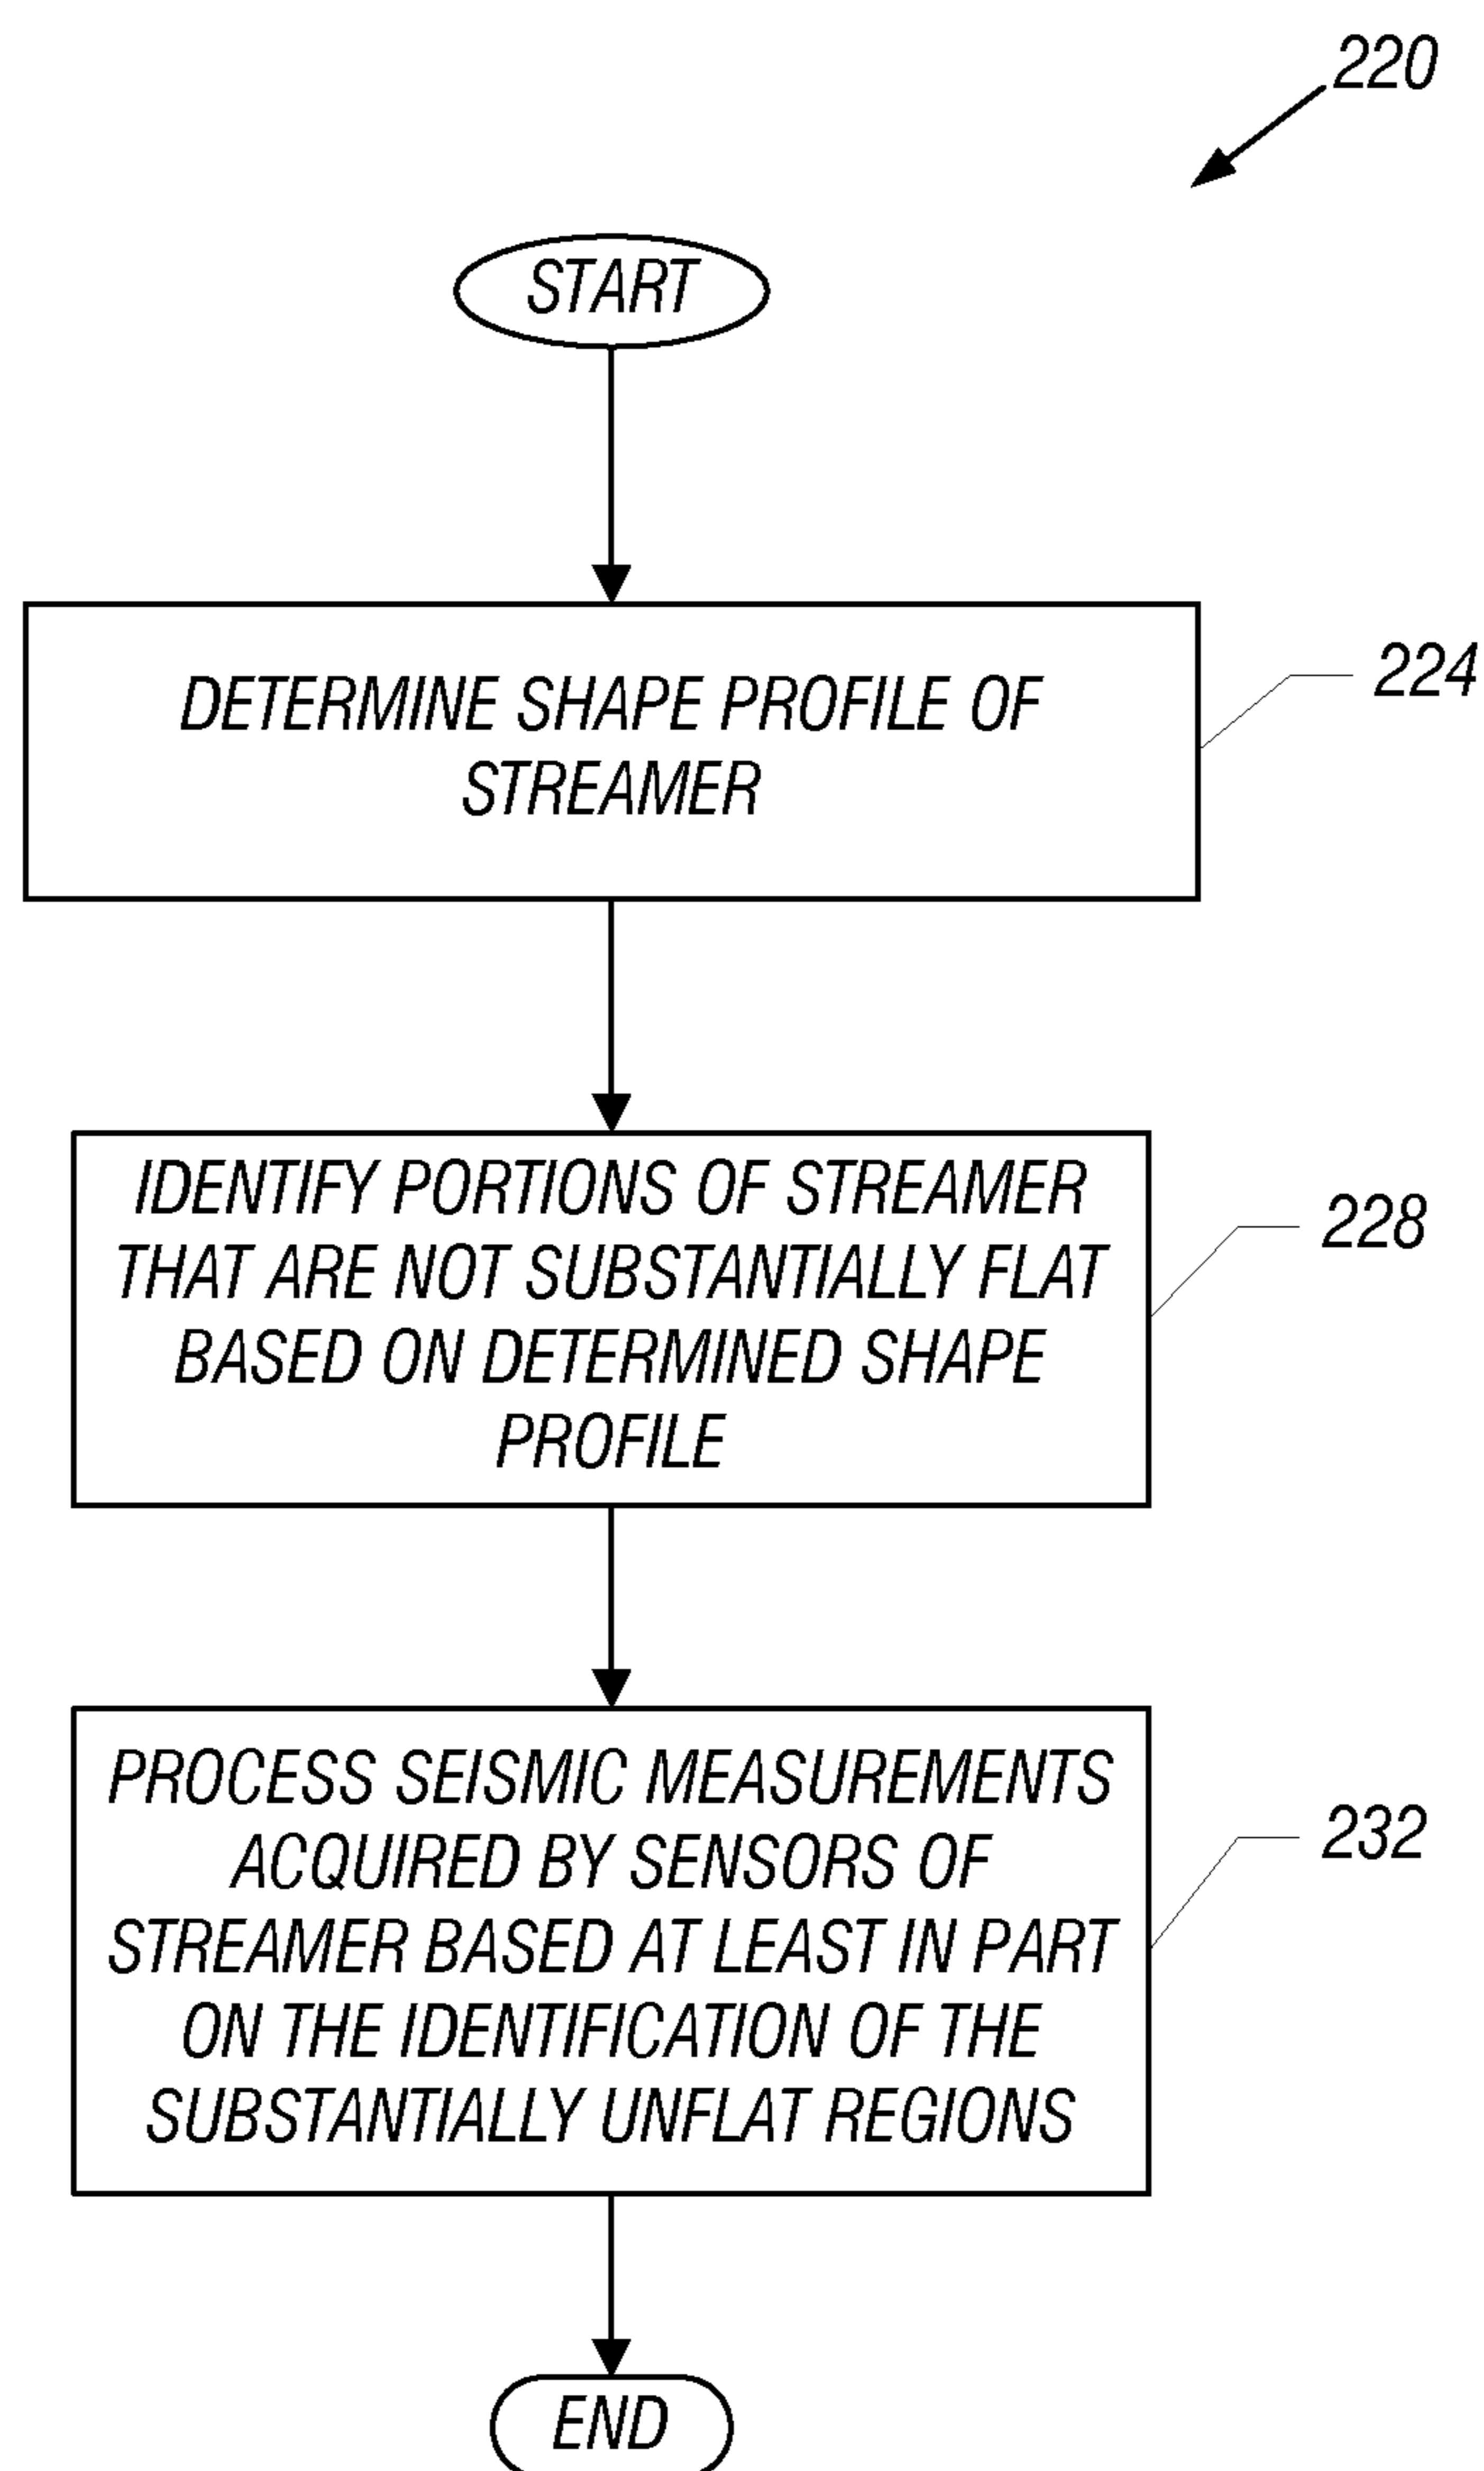 220
START
DETERMINE SHAPE PROFILE OF
STREAMER
224
IDENTIFY PORTIONS OF STREAMER
THAT ARE NOT SUBSTANTIALLY FLAT
BASED ON DETERMINED SHAPE
PROFILE
228
PROCESS SEISMIC MEASUREMENTS
ACQUIRED BY SENSORS OF
STREAMER BASED AT LEAST IN PART
ON THE IDENTIFICATION OF THE
SUBSTANTIALLY UNFLAT REGIONS
232
END